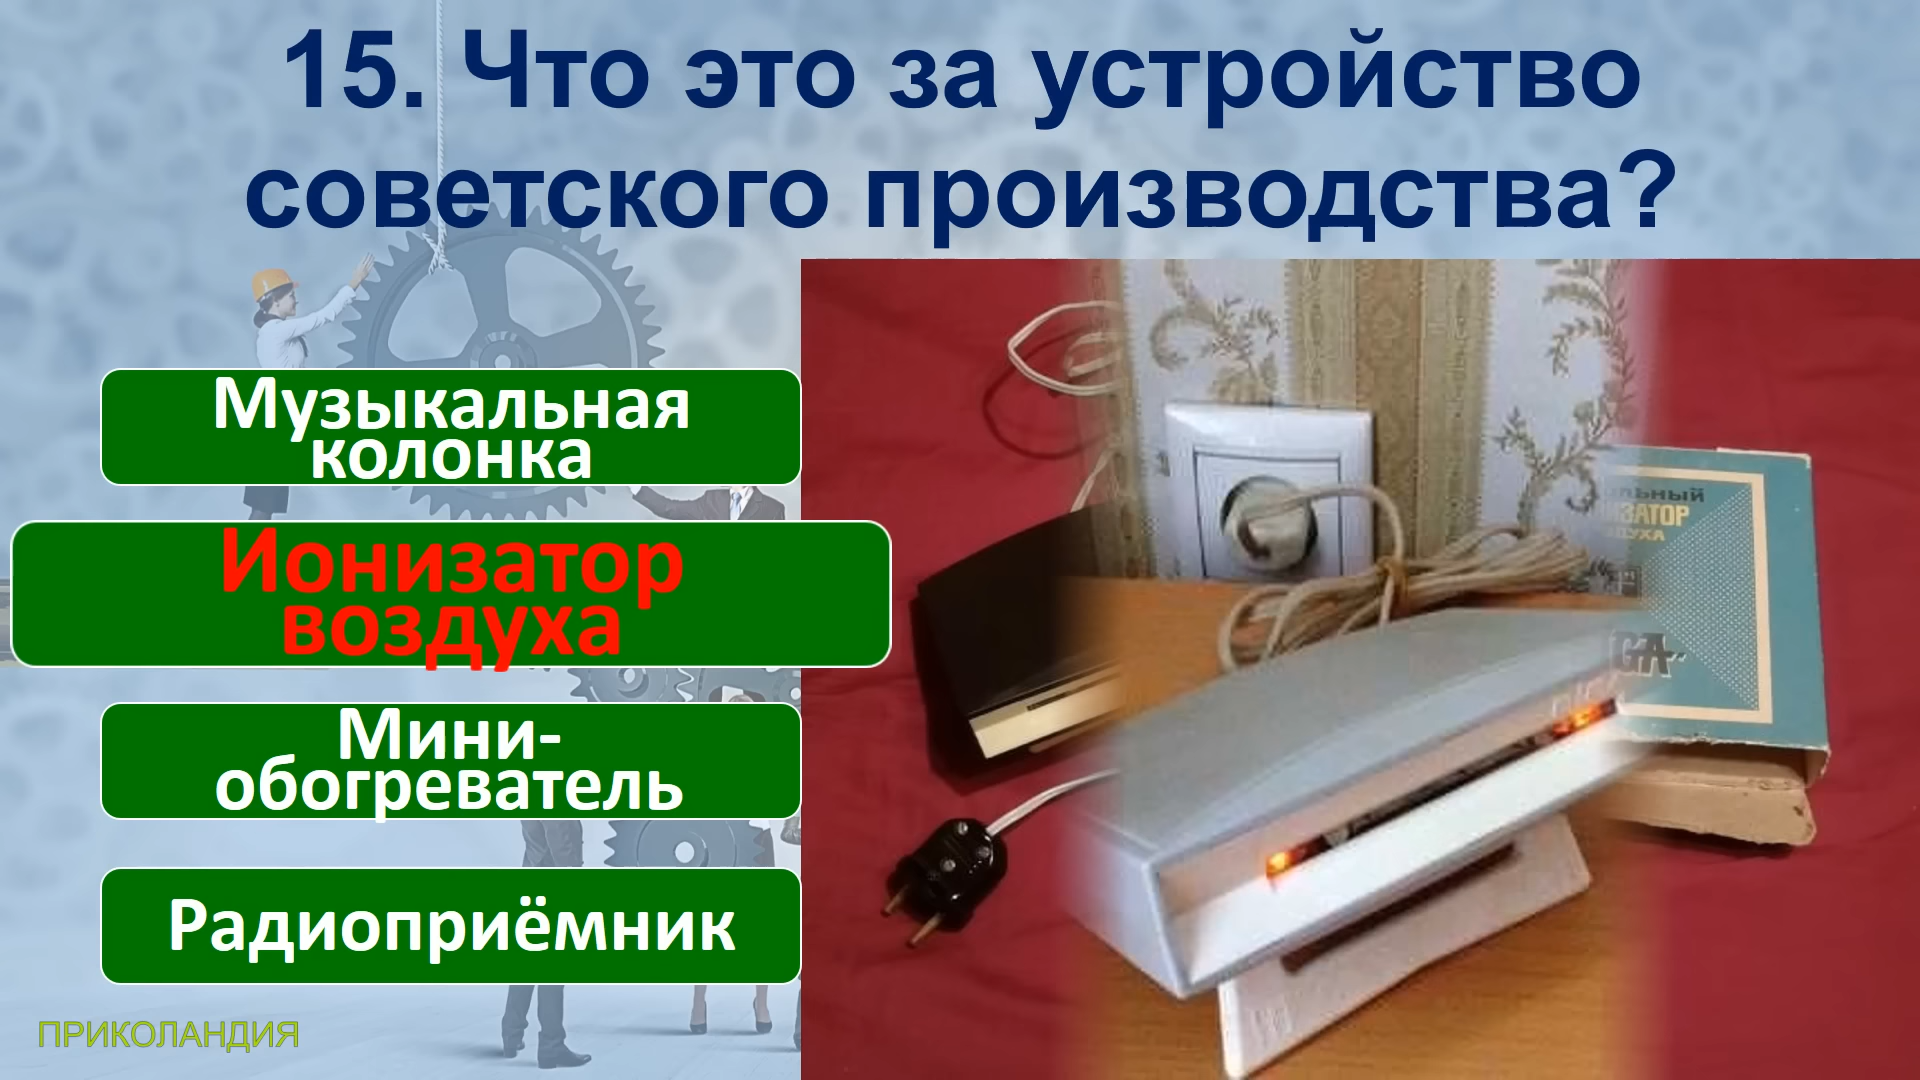 15. Что это за устройство
советского производства?
Музыкальная
колонка
Ионизатор
воздуха
Мини-
обогреватель
Радиоприёмник
ПРИКОЛАНДИЯ